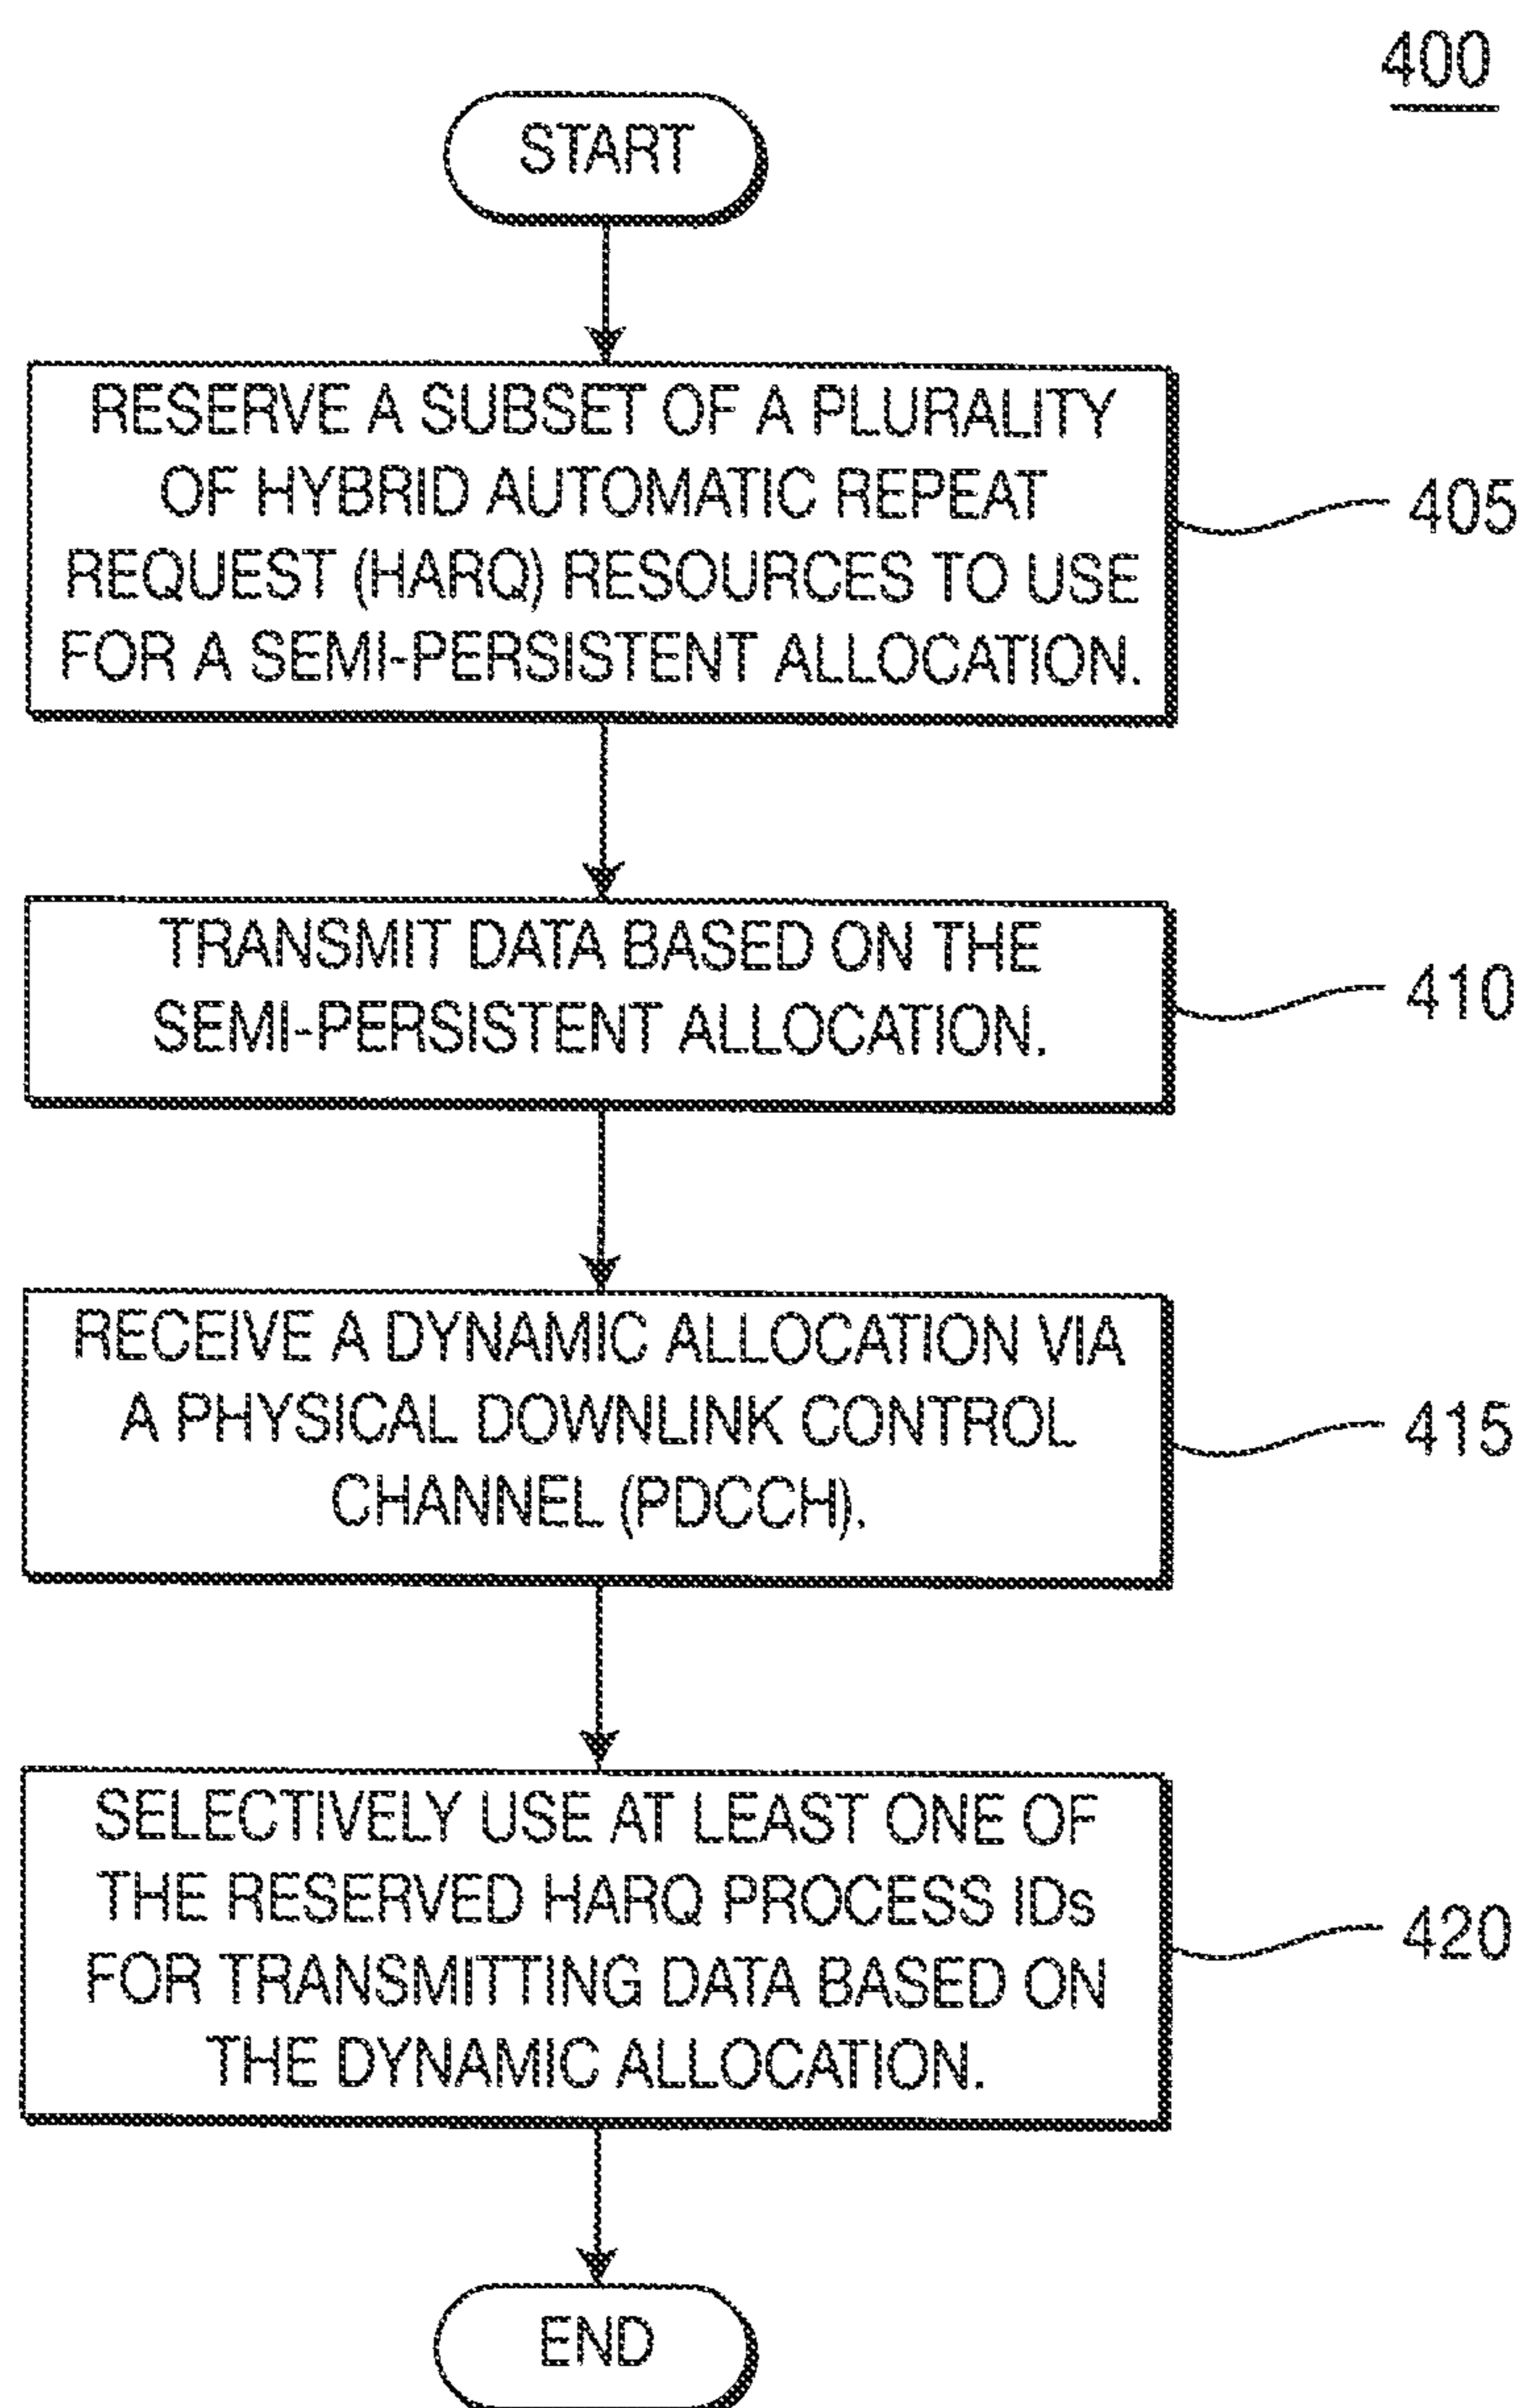 400
START
RESERVE A SUBSET OF A PLURALITY
OF HYBRID AUTOMATIC REPEAT
REQUEST (HARQ) RESOURCES TO USE
FOR A SEMI-PERSISTENT ALLOCATION.
405
TRANSMIT DATA BASED ON THE
SEMI-PERSISTENT ALLOCATION.
410
RECEIVE A DYNAMIC ALLOCATION VIA
A PHYSICAL DOWNLINK CONTROL
CHANNEL (PDCCH).
415
SELECTIVELY USE AT LEAST ONE OF
THE RESERVED HARQ PROCESS IDs
FOR TRANSMITTING DATA BASED ON
THE DYNAMIC ALLOCATION.
420
END